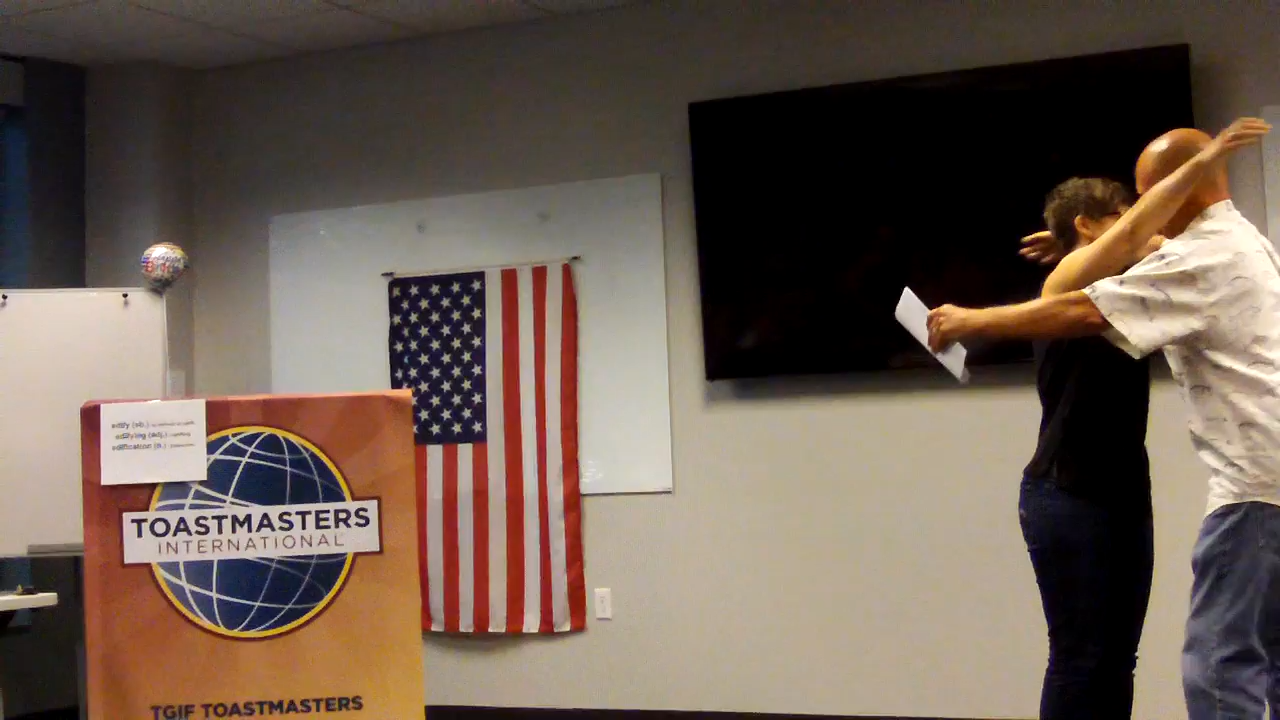 edify (vb.)
edifying (adj.)
edification (n.)
TOASTMASTERS
INTERNATIONAL
TGIF TOASTMASTERS